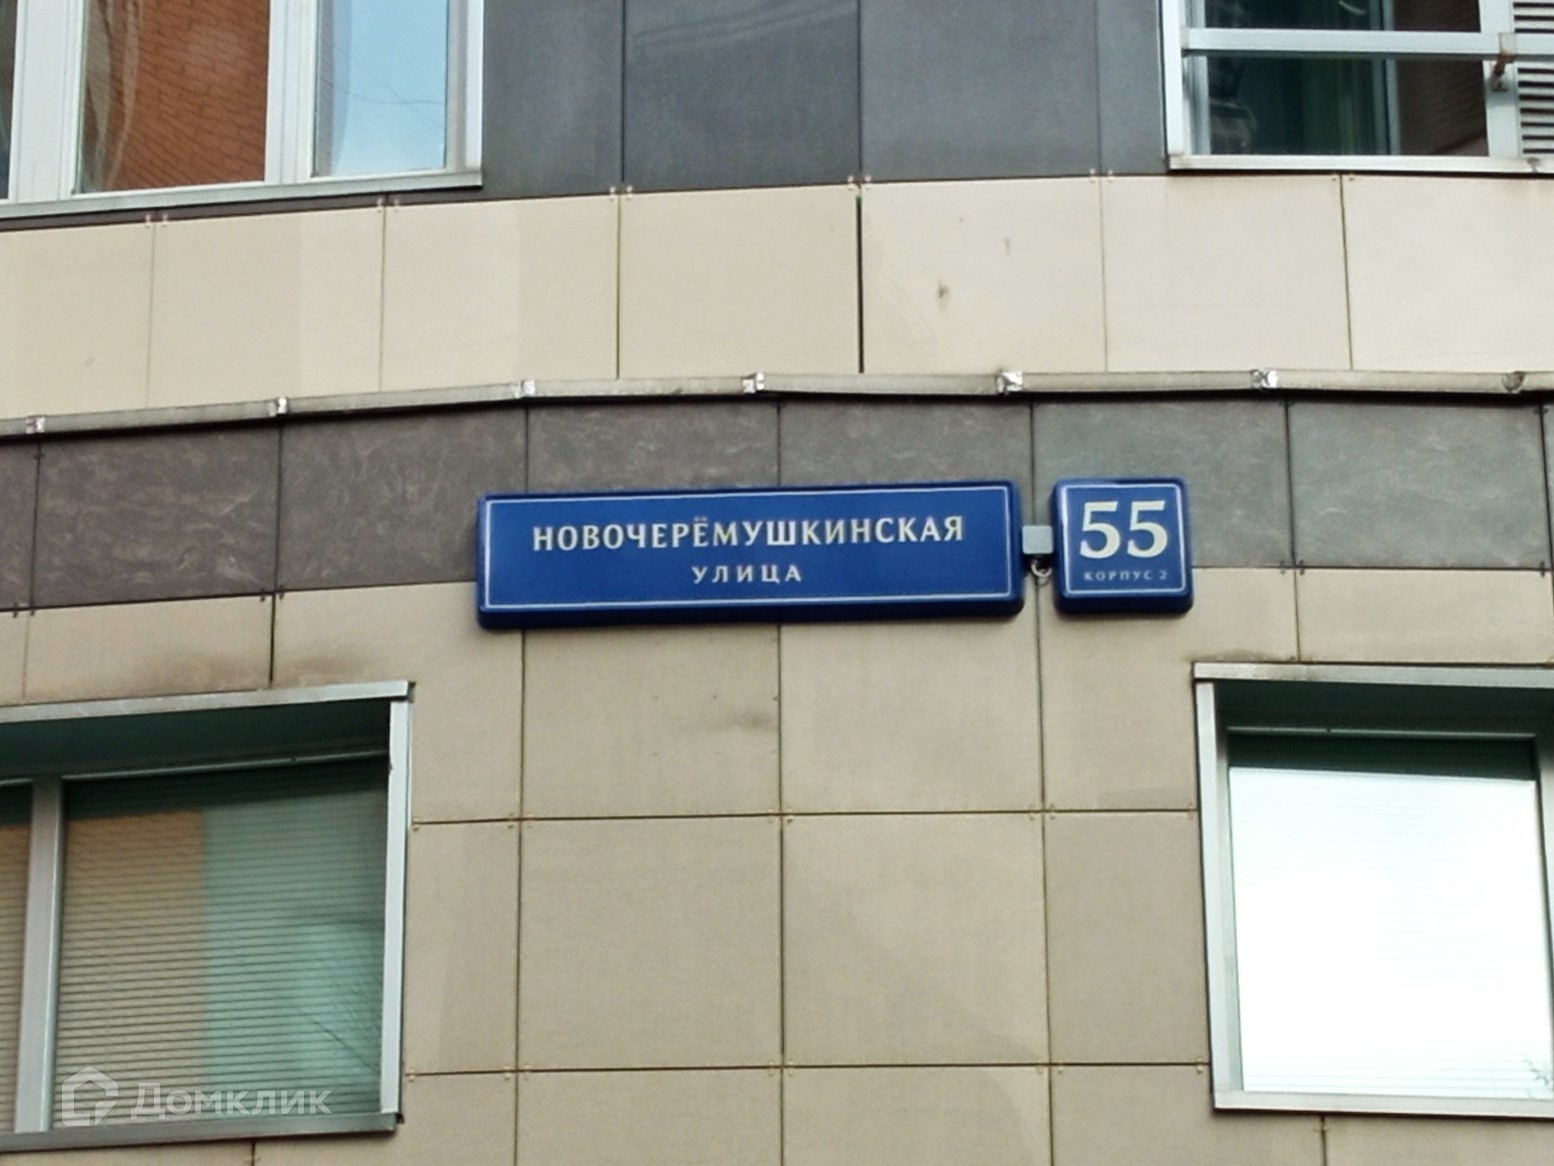 НОВОЧЕРЁМУШКИНСКАЯ
УЛИЦА
55
КОРПУС 2
Домклик